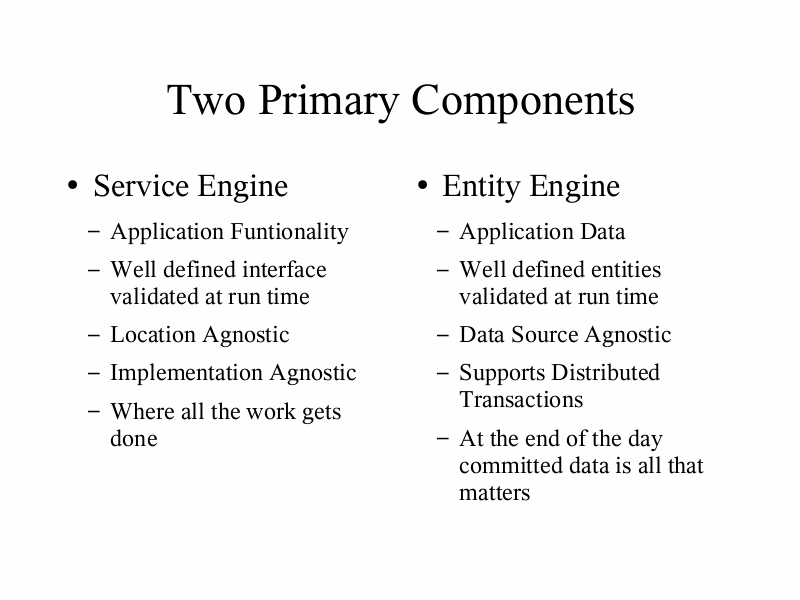 Two Primary Components
• Service Engine
– Application Funtionality
– Well defined interface
validated at run time
– Location Agnostic
– Implementation Agnostic
– Where all the work gets
done
• Entity Engine
– Application Data
– Well defined entities
validated at run time
– Data Source Agnostic
– Supports Distributed
Transactions
– At the end of the day
committed data is all that
matters